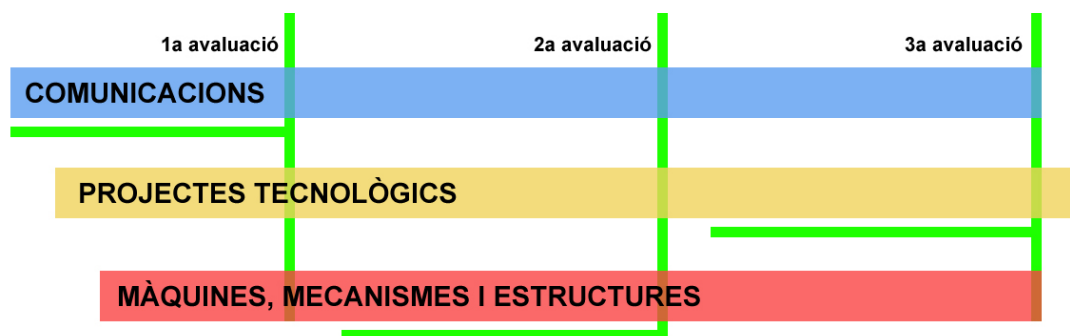 1a avaluació 2a avaluació 3a avaluació
COMUNICACIONS
PROJECTES TECNOLÒGICS
MÀQUINES, MECANISMES I ESTRUCTURES